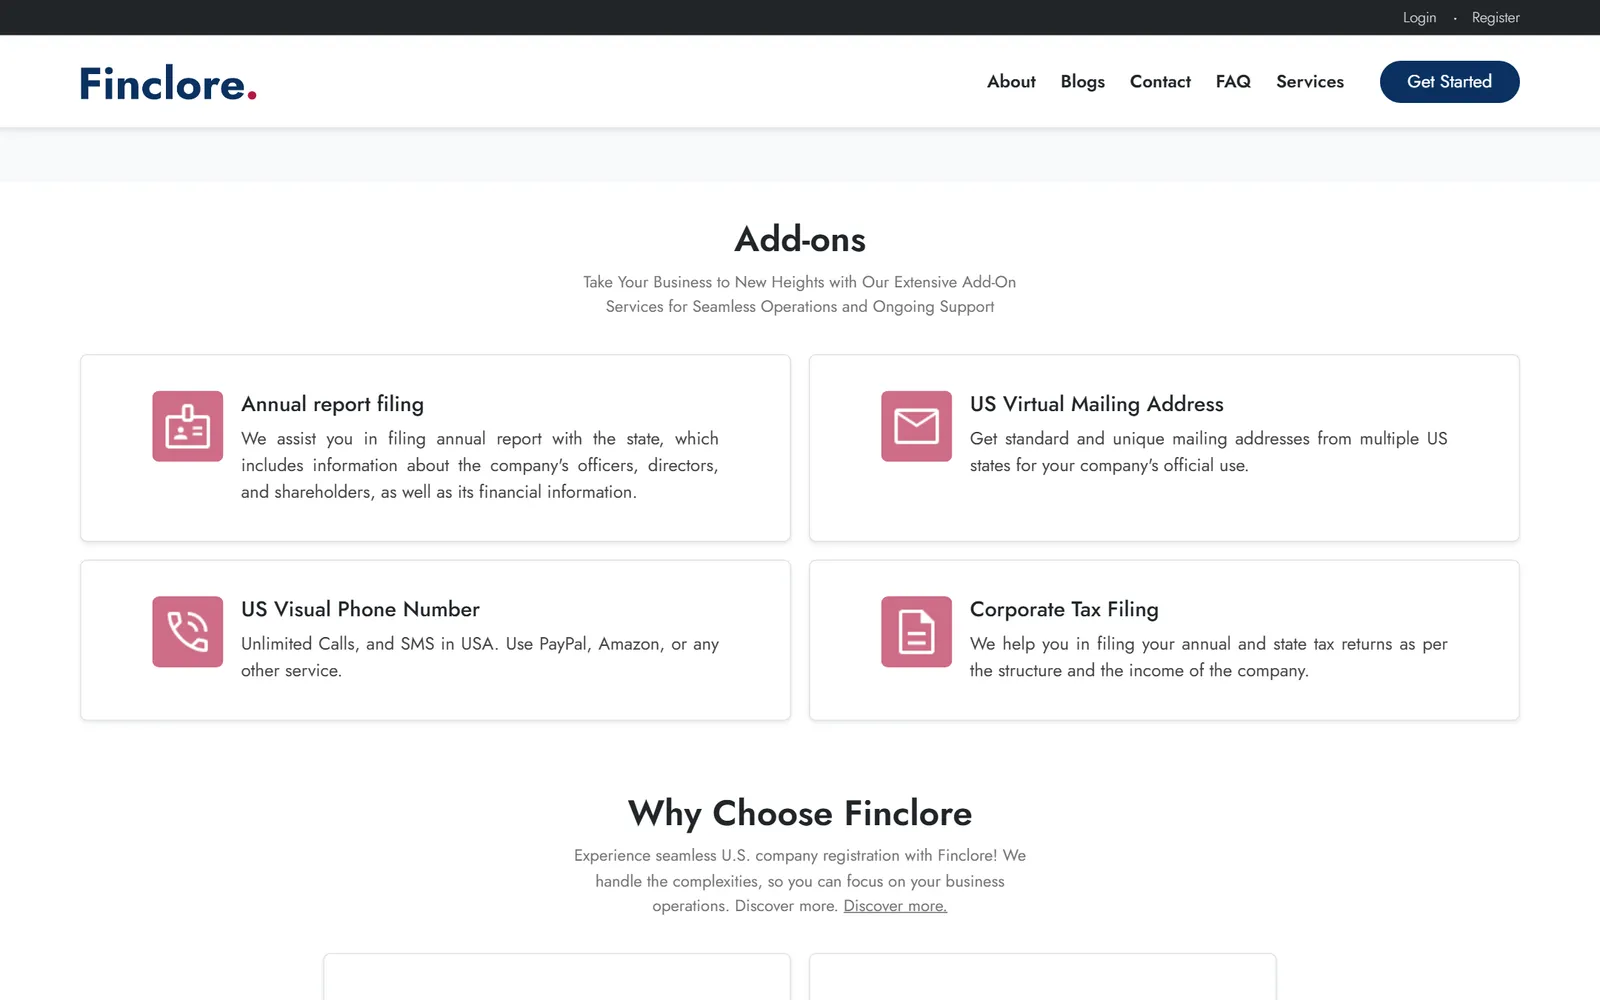 Login · Register
Finclore.
About Blogs Contact FAQ Services Get Started
Add-ons
Take Your Business to New Heights with Our Extensive Add-On
Services for Seamless Operations and Ongoing Support
Annual report filing
We assist you in filing annual report with the state, which
includes information about the company's officers, directors,
and shareholders, as well as its financial information.
US Virtual Mailing Address
Get standard and unique mailing addresses from multiple US
states for your company's official use.
US Visual Phone Number
Unlimited Calls, and SMS in USA. Use PayPal, Amazon, or any
other service.
Corporate Tax Filing
We help you in filing your annual and state tax returns as per
the structure and the income of the company.
Why Choose Finclore
Experience seamless U.S. company registration with Finclore! We
handle the complexities, so you can focus on your business
operations. Discover more. Discover more.